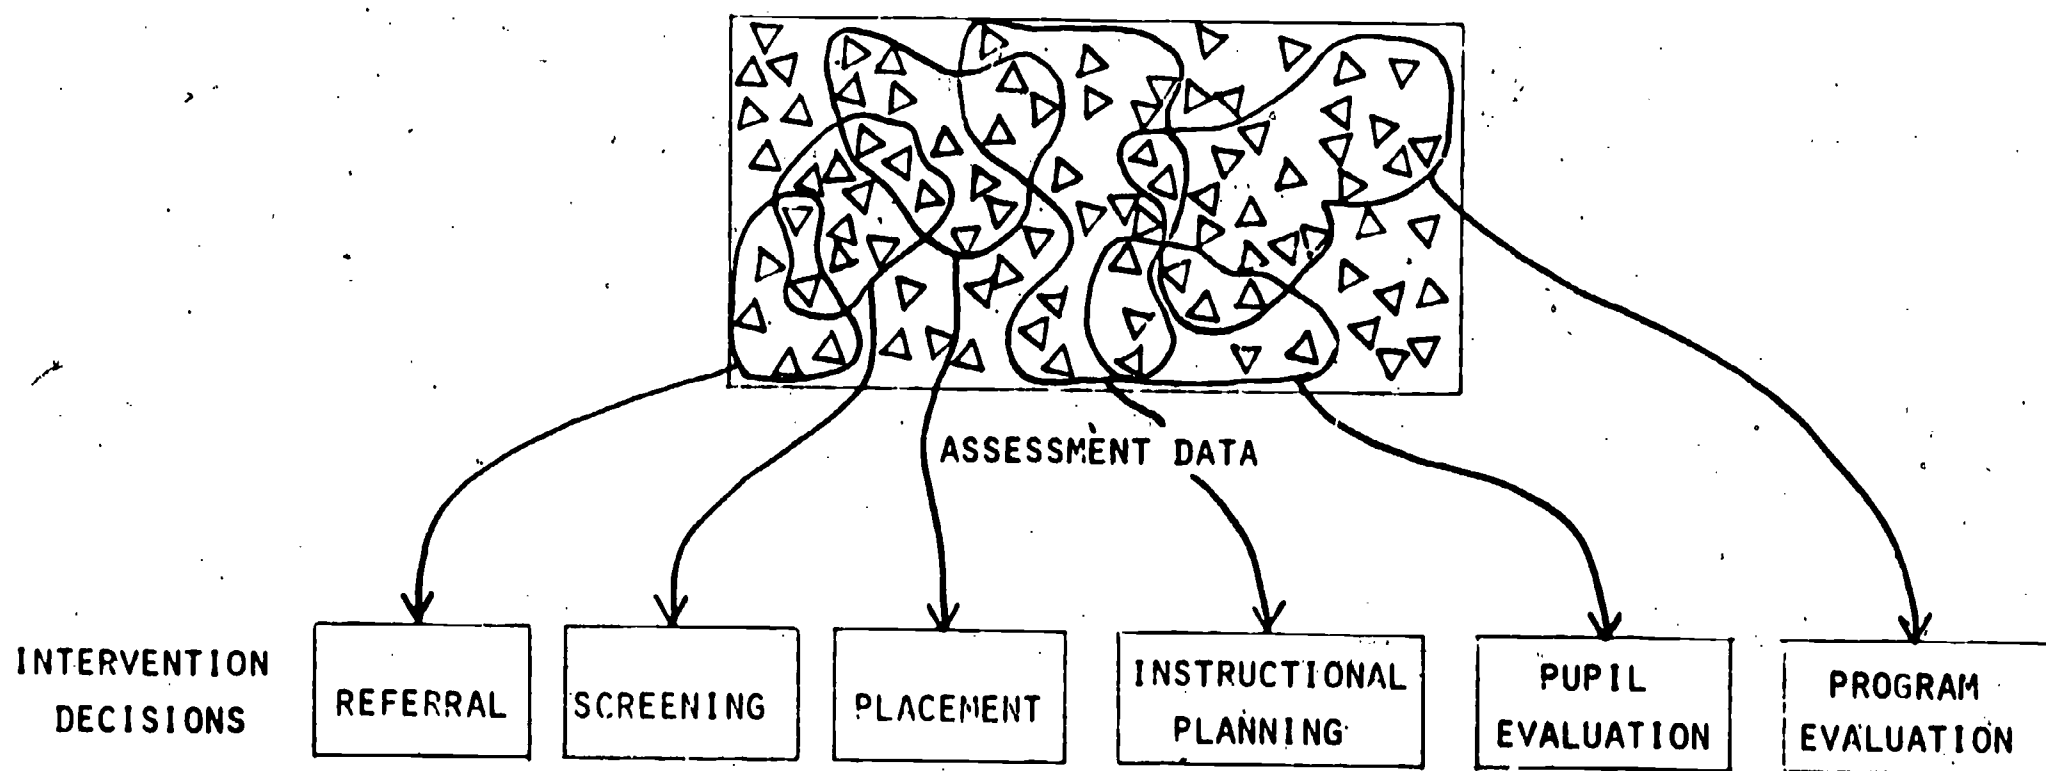 ASSESSMENT DATA
INTERVENTION
DECISIONS
REFERRAL
SCREENING
PLACEMENT
INSTRUCTIONAL
PLANNING
PUPIL
EVALUATION
PROGRAM
EVALUATION